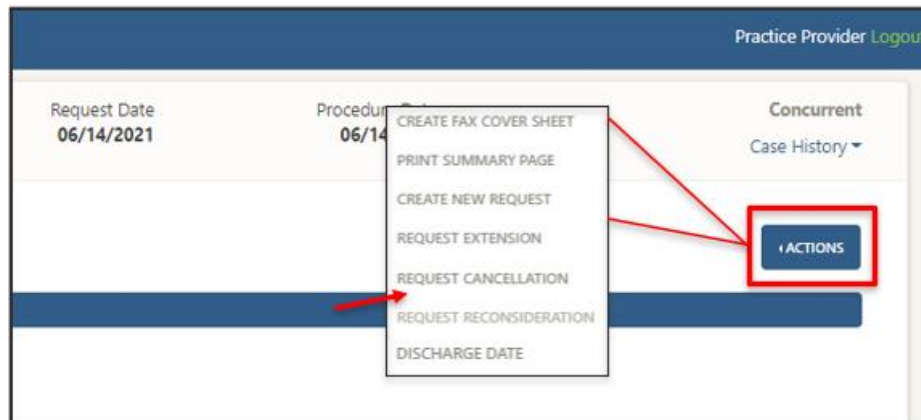 Practice Provider Logout
Request Date
06/14/2021
Procedur
06/14
Concurrent
Case History
CREATE FAX COVER SHEET
PRINT SUMMARY PAGE
CREATE NEW REQUEST
REQUEST EXTENSION
REQUEST CANCELLATION
REQUEST RECONSIDERATION
DISCHARGE DATE
ACTIONS